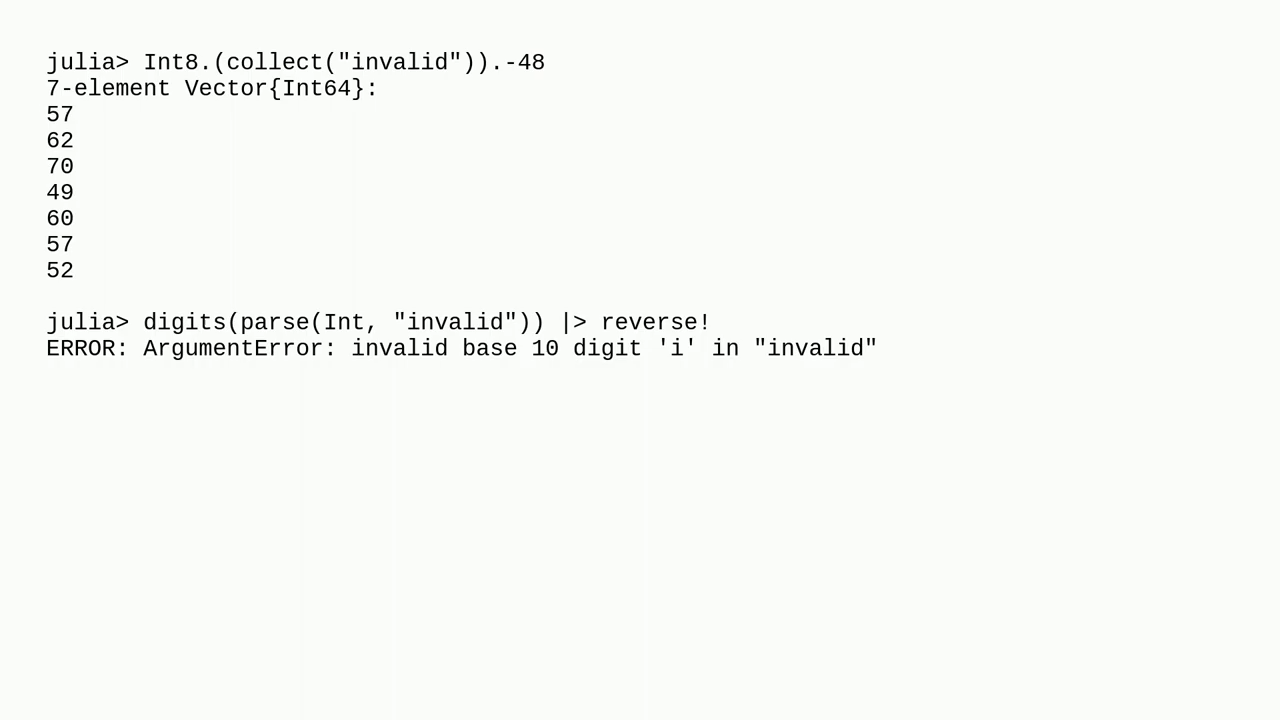 julia> Int8.(collect("invalid")).-48
7-element Vector{Int64}:
57
62
70
49
60
57
52
julia> digits(parse(Int, "invalid")) |> reverse!
ERROR: ArgumentError: invalid base 10 digit 'i' in "invalid"